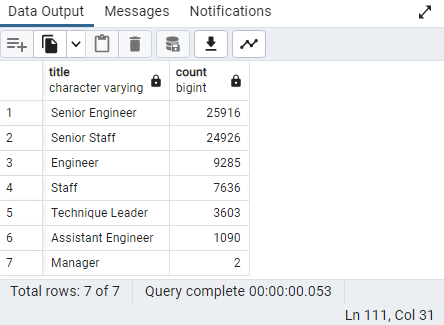 Data Output Messages Notifications
title count
character varying bigint
1 Senior Engineer 25916
2 Senior Staff 24926
3 Engineer 9285
4 Staff 7636
5 Technique Leader 3603
6 Assistant Engineer 1090
7 Manager 2
Total rows: 7 of 7 Query complete 00:00:00.053
Ln 111, Col 31